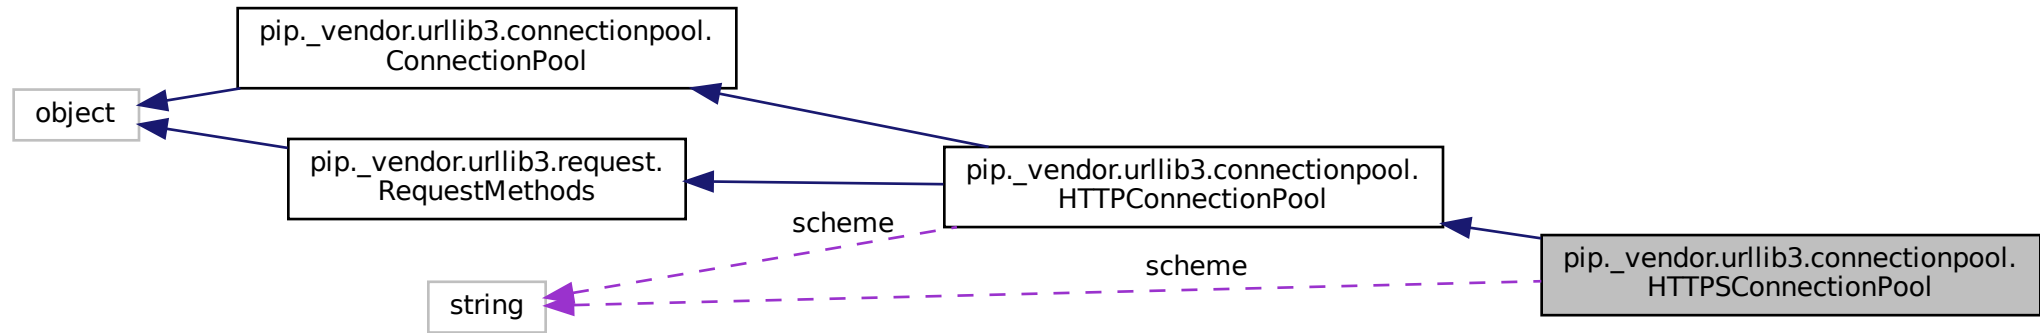 pip._vendor.urllib3.connectionpool.
ConnectionPool
object
pip._vendor.urllib3.request.
RequestMethods
pip._vendor.urllib3.connectionpool.
HTTPConnectionPool
scheme
scheme
pip._vendor.urllib3.connectionpool.
HTTPSConnectionPool
string